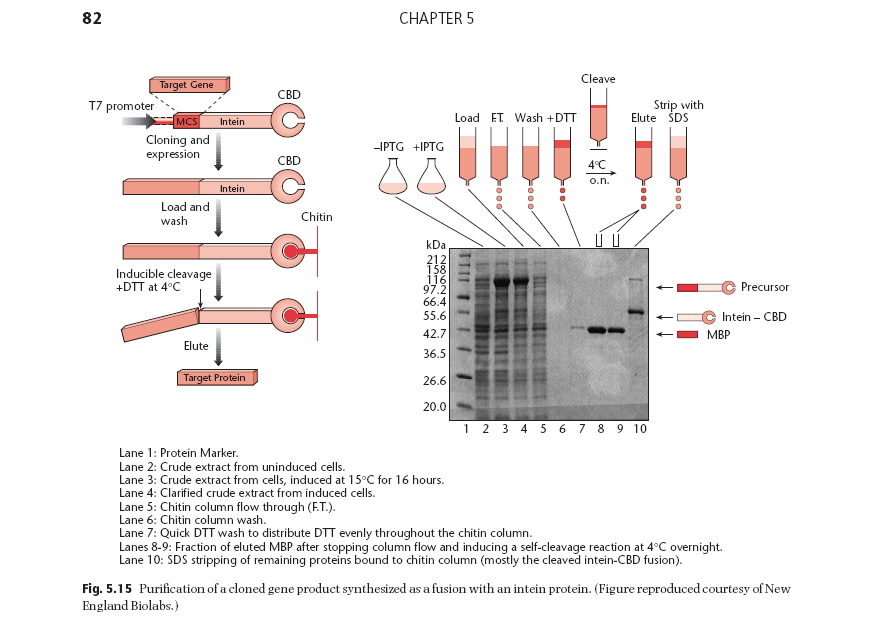 82
CHAPTER 5
Target Gene
CBD
T7 promoter
MCS
Intein
Cloning and
expression
CBD
Intein
Load and
wash
Chitin
Inducible cleavage
+DTT at 4°C
Elute
Target Protein
Cleave
Load F.T. Wash +DTT Elute Strip with
SDS
–IPTG +IPTG
4°C
o.n.
kDa
212
158
116
97.2
66.4
55.6
42.7
36.5
26.6
20.0
Precursor
Intein – CBD
MBP
1 2 3 4 5 6 7 8 9 10
Lane 1: Protein Marker.
Lane 2: Crude extract from uninduced cells.
Lane 3: Crude extract from cells, induced at 15°C for 16 hours.
Lane 4: Clarified crude extract from induced cells.
Lane 5: Chitin column flow through (F.T.).
Lane 6: Chitin column wash.
Lane 7: Quick DTT wash to distribute DTT evenly throughout the chitin column.
Lanes 8-9: Fraction of eluted MBP after stopping column flow and inducing a self-cleavage reaction at 4°C overnight.
Lane 10: SDS stripping of remaining proteins bound to chitin column (mostly the cleaved intein-CBD fusion).
Fig. 5.15 Purification of a cloned gene product synthesized as a fusion with an intein protein. (Figure reproduced courtesy of New
England Biolabs.)